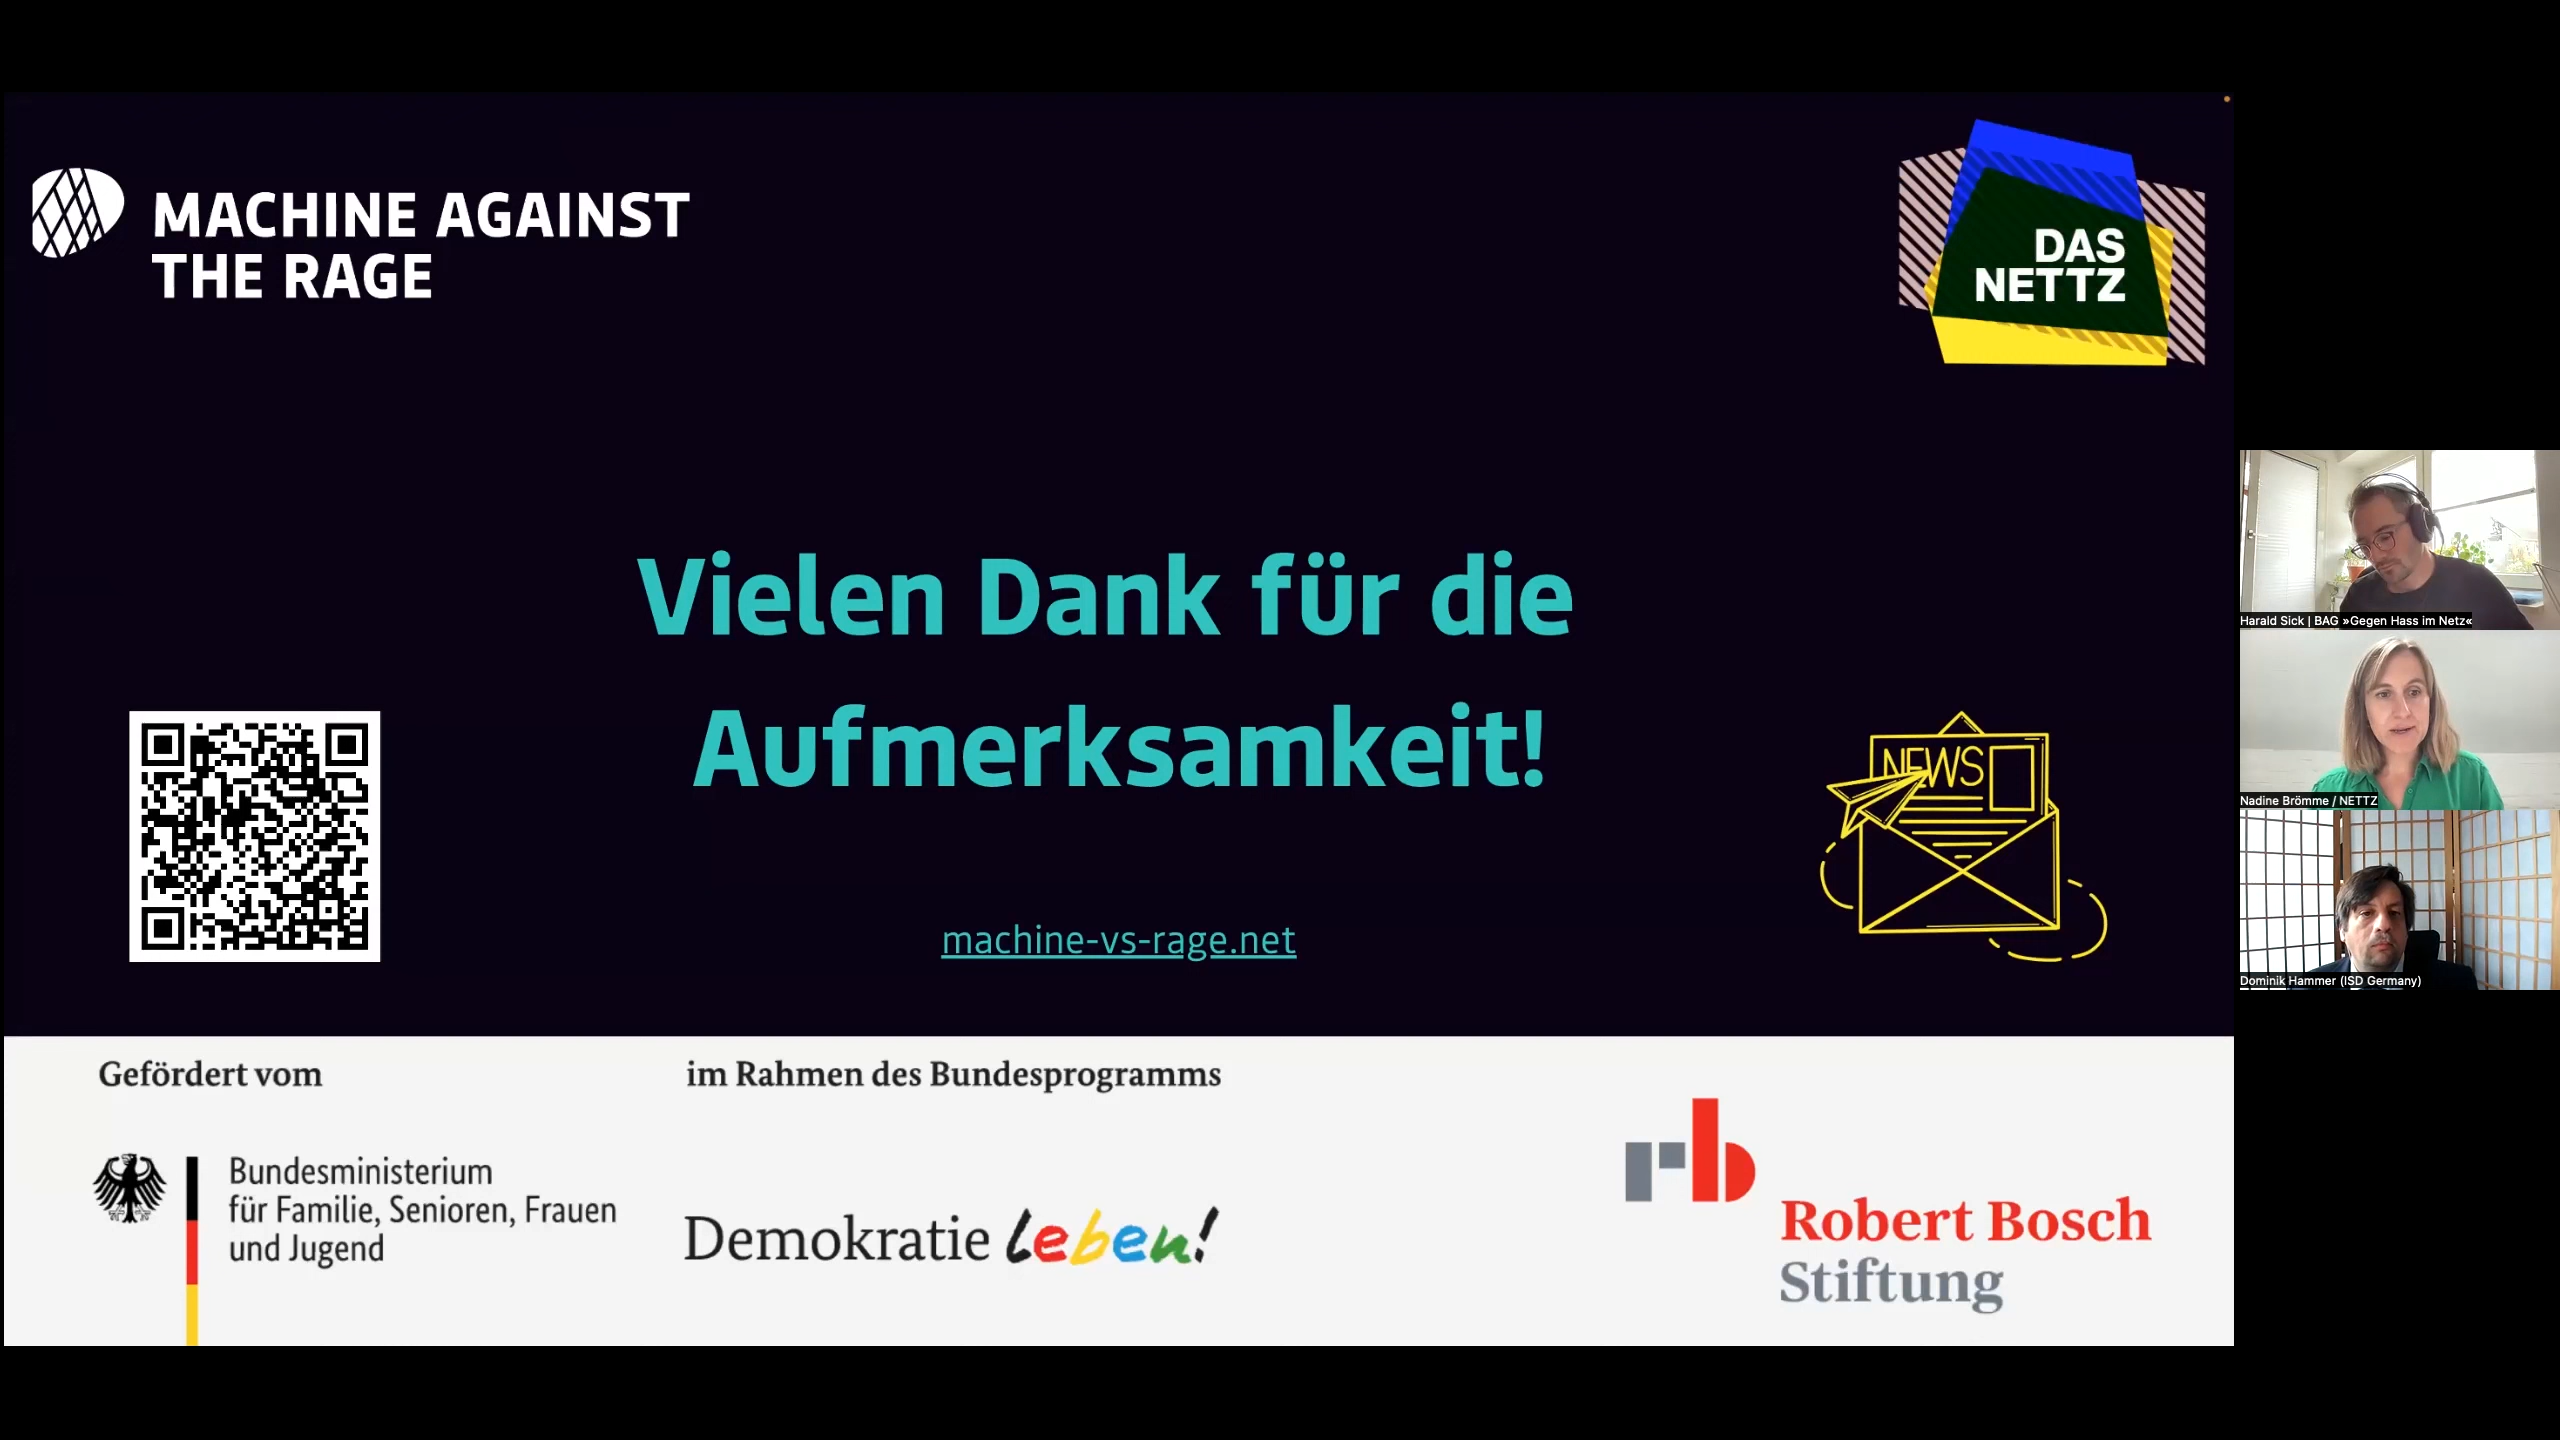 MACHINE AGAINST
THE RAGE
DAS
NETTZ
Vielen Dank für die
Aufmerksamkeit!
NEWS
machine-vs-rage.net
Harald Sick | BAG »Gegen Hass im Netz«
Nadine Brömme / NETTZ
Dominik Hammer (ISD Germany)
Gefördert vom
im Rahmen des Bundesprogramms
Bundesministerium
für Familie, Senioren, Frauen
und Jugend
Demokratie leben!
rb
Robert Bosch
Stiftung